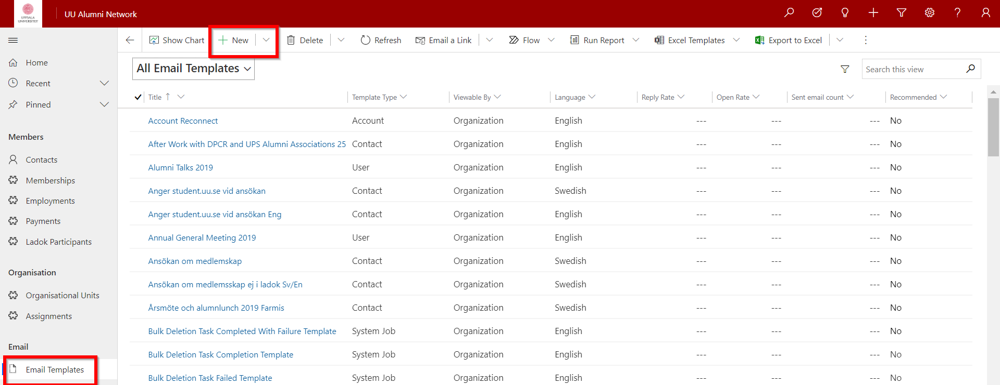 UPPSALA
UNIVERSITET
UU Alumni Network
Show Chart New Delete Refresh Email a Link Flow Run Report Excel Templates Export to Excel
Home
Recent
Pinned
Members
Contacts
Memberships
Employments
Payments
Ladok Participants
Organisation
Organisational Units
Assignments
Email
Email Templates
All Email Templates
Search this view
Title Template Type Viewable By Language Reply Rate Open Rate Sent email count Recommended
Account Reconnect Account Organization English --- --- --- No
After Work with DPCR and UPS Alumni Associations 25 Contact Organization English --- --- --- No
Alumni Talks 2019 User Organization English --- --- --- No
Anger student.uu.se vid ansökan Contact Organization Swedish --- --- --- No
Anger student.uu.se vid ansökan Eng Contact Organization English --- --- --- No
Annual General Meeting 2019 User Organization English --- --- --- No
Ansökan om medlemskap Contact Organization Swedish --- --- --- No
Ansökan om medlemsskap ej i ladok Sv/En Contact Organization Swedish --- --- --- No
Årsmöte och alumnlunch 2019 Farmis Contact Organization Swedish --- --- --- No
Bulk Deletion Task Completed With Failure Template System Job Organization English --- --- --- No
Bulk Deletion Task Completion Template System Job Organization English --- --- --- No
Bulk Deletion Task Failed Template System Job Organization English --- --- --- No